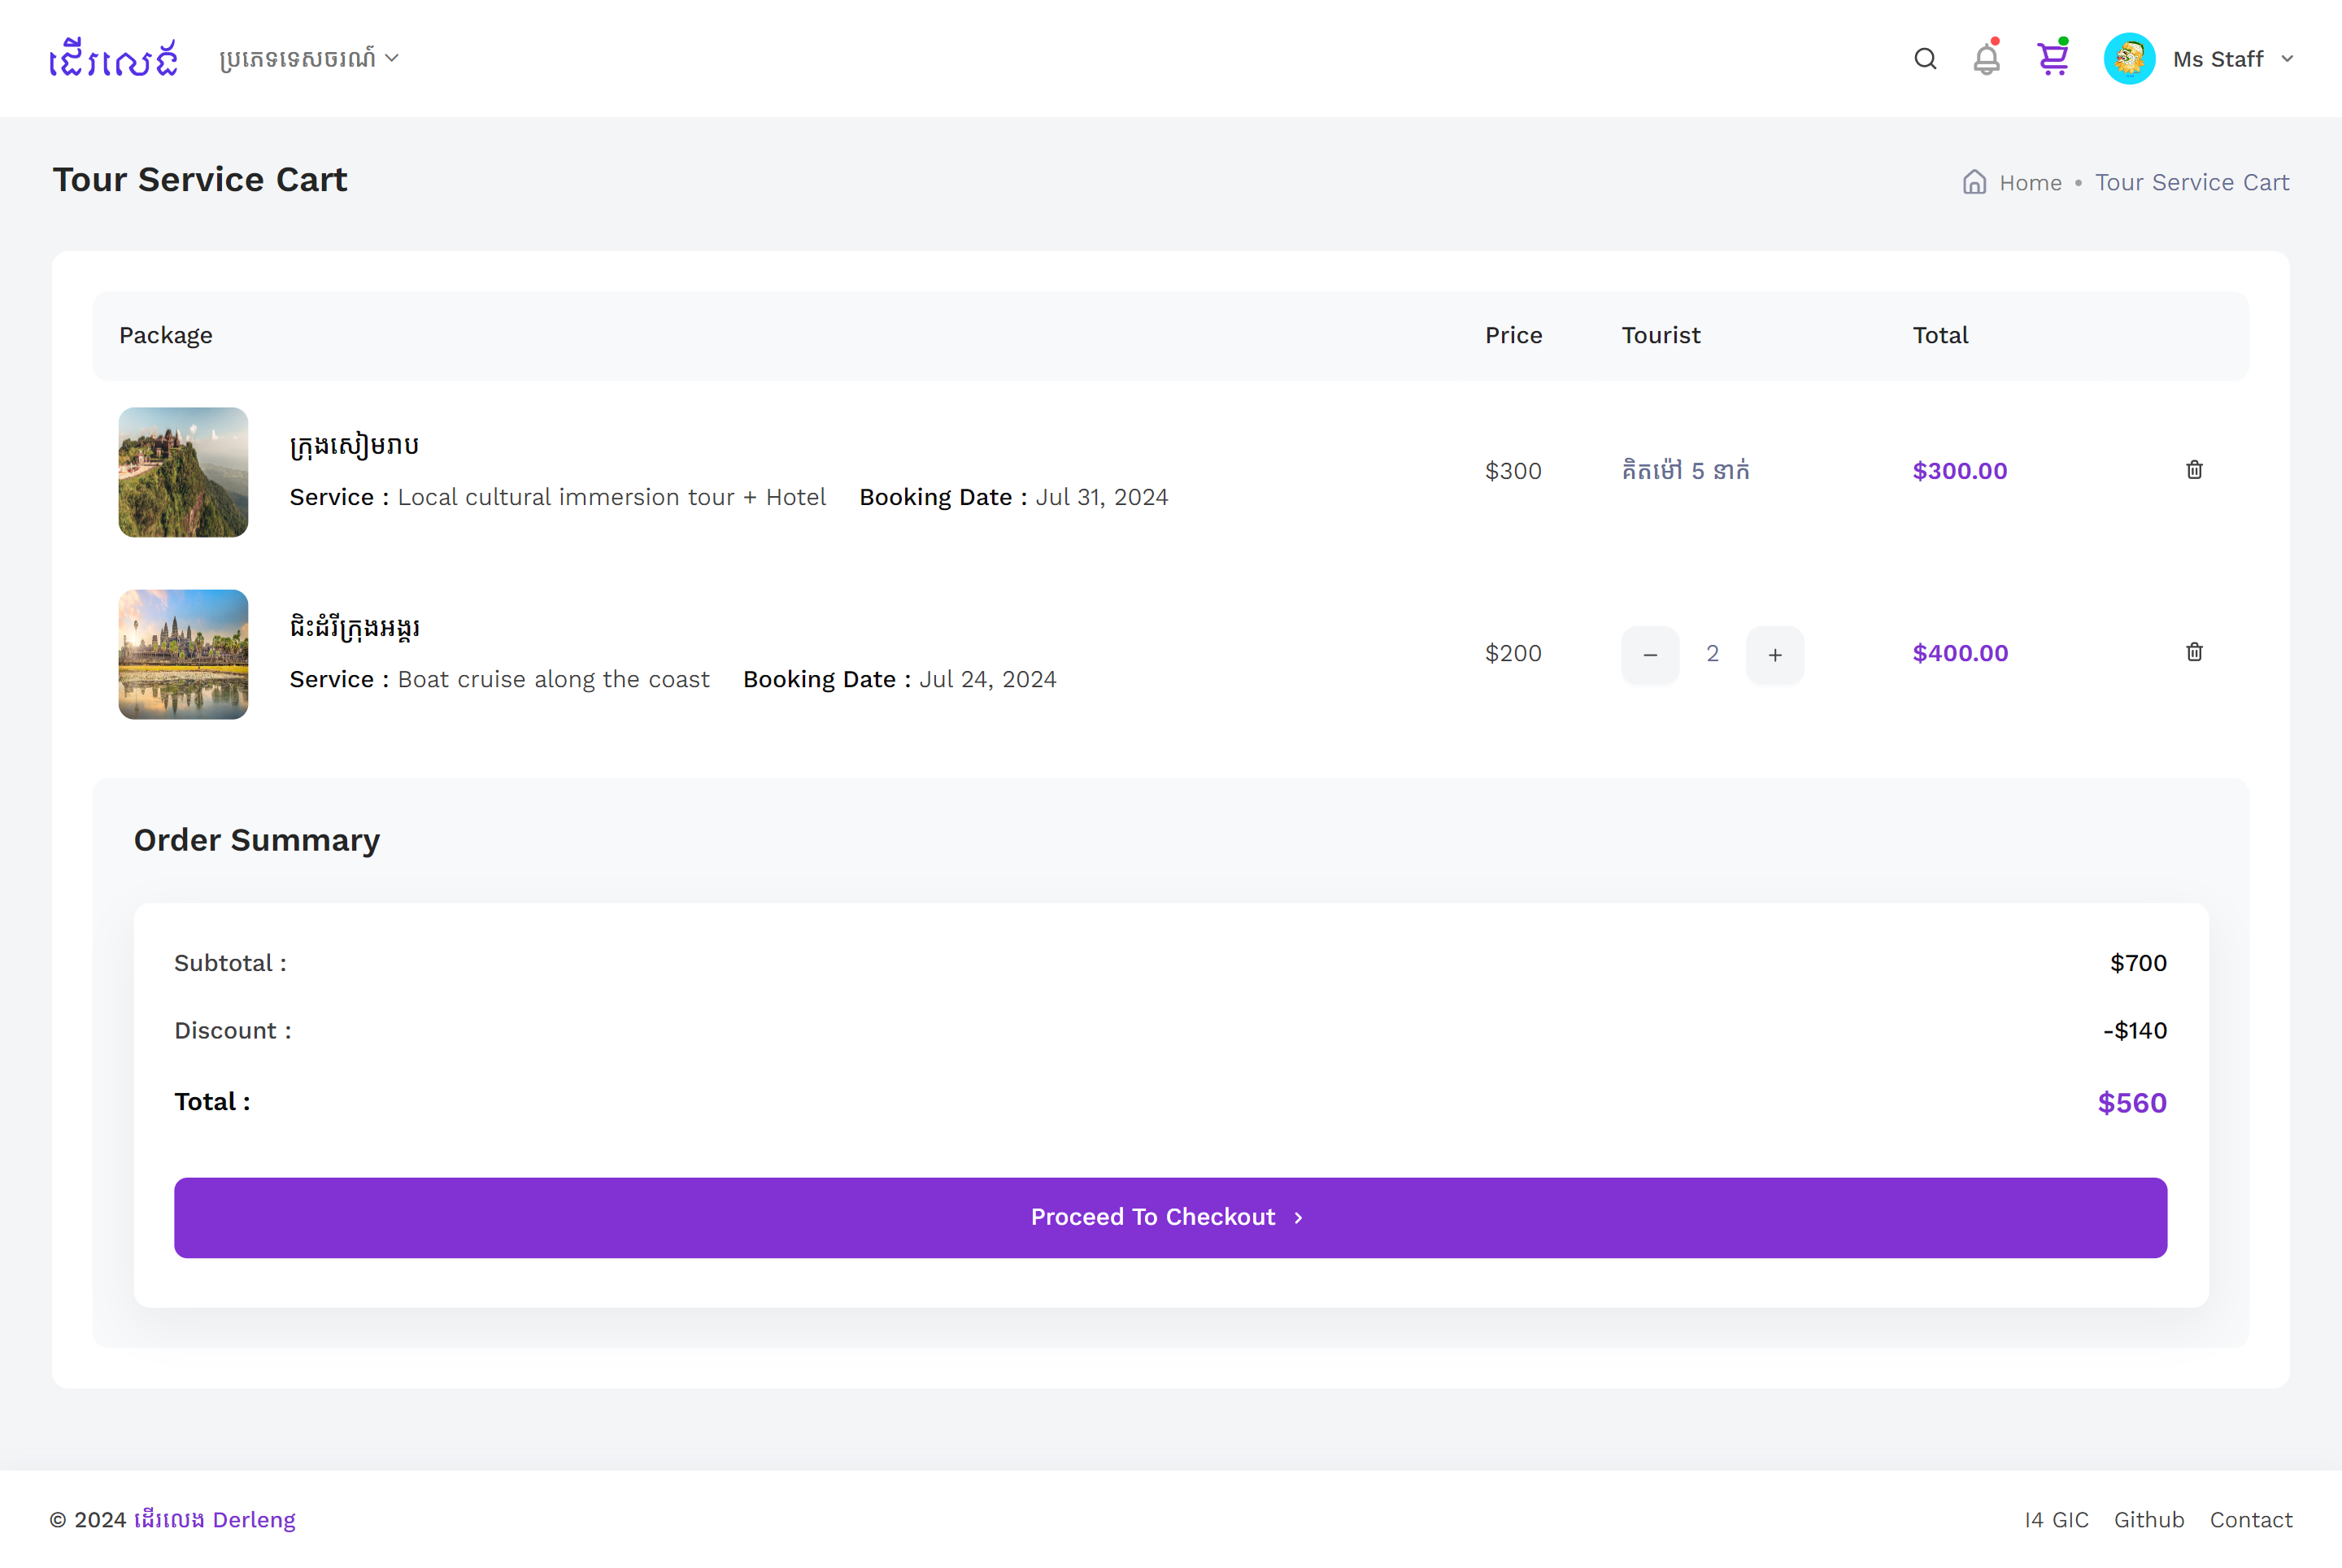 ដើរលេង
ប្រភេទទេសចរណ៍
Ms Staff
Tour Service Cart
Home • Tour Service Cart
Package Price Tourist Total
ក្រុងសៀមរាប
Service : Local cultural immersion tour + Hotel Booking Date : Jul 31, 2024
$300 គិតម៉ៅ 5 នាក់ $300.00
ជិះដំរីក្រុងអង្គរ
Service : Boat cruise along the coast Booking Date : Jul 24, 2024
$200 − 2 + $400.00
Order Summary
Subtotal : $700
Discount : -$140
Total : $560
Proceed To Checkout
© 2024 ដើរលេង Derleng
I4 GIC Github Contact